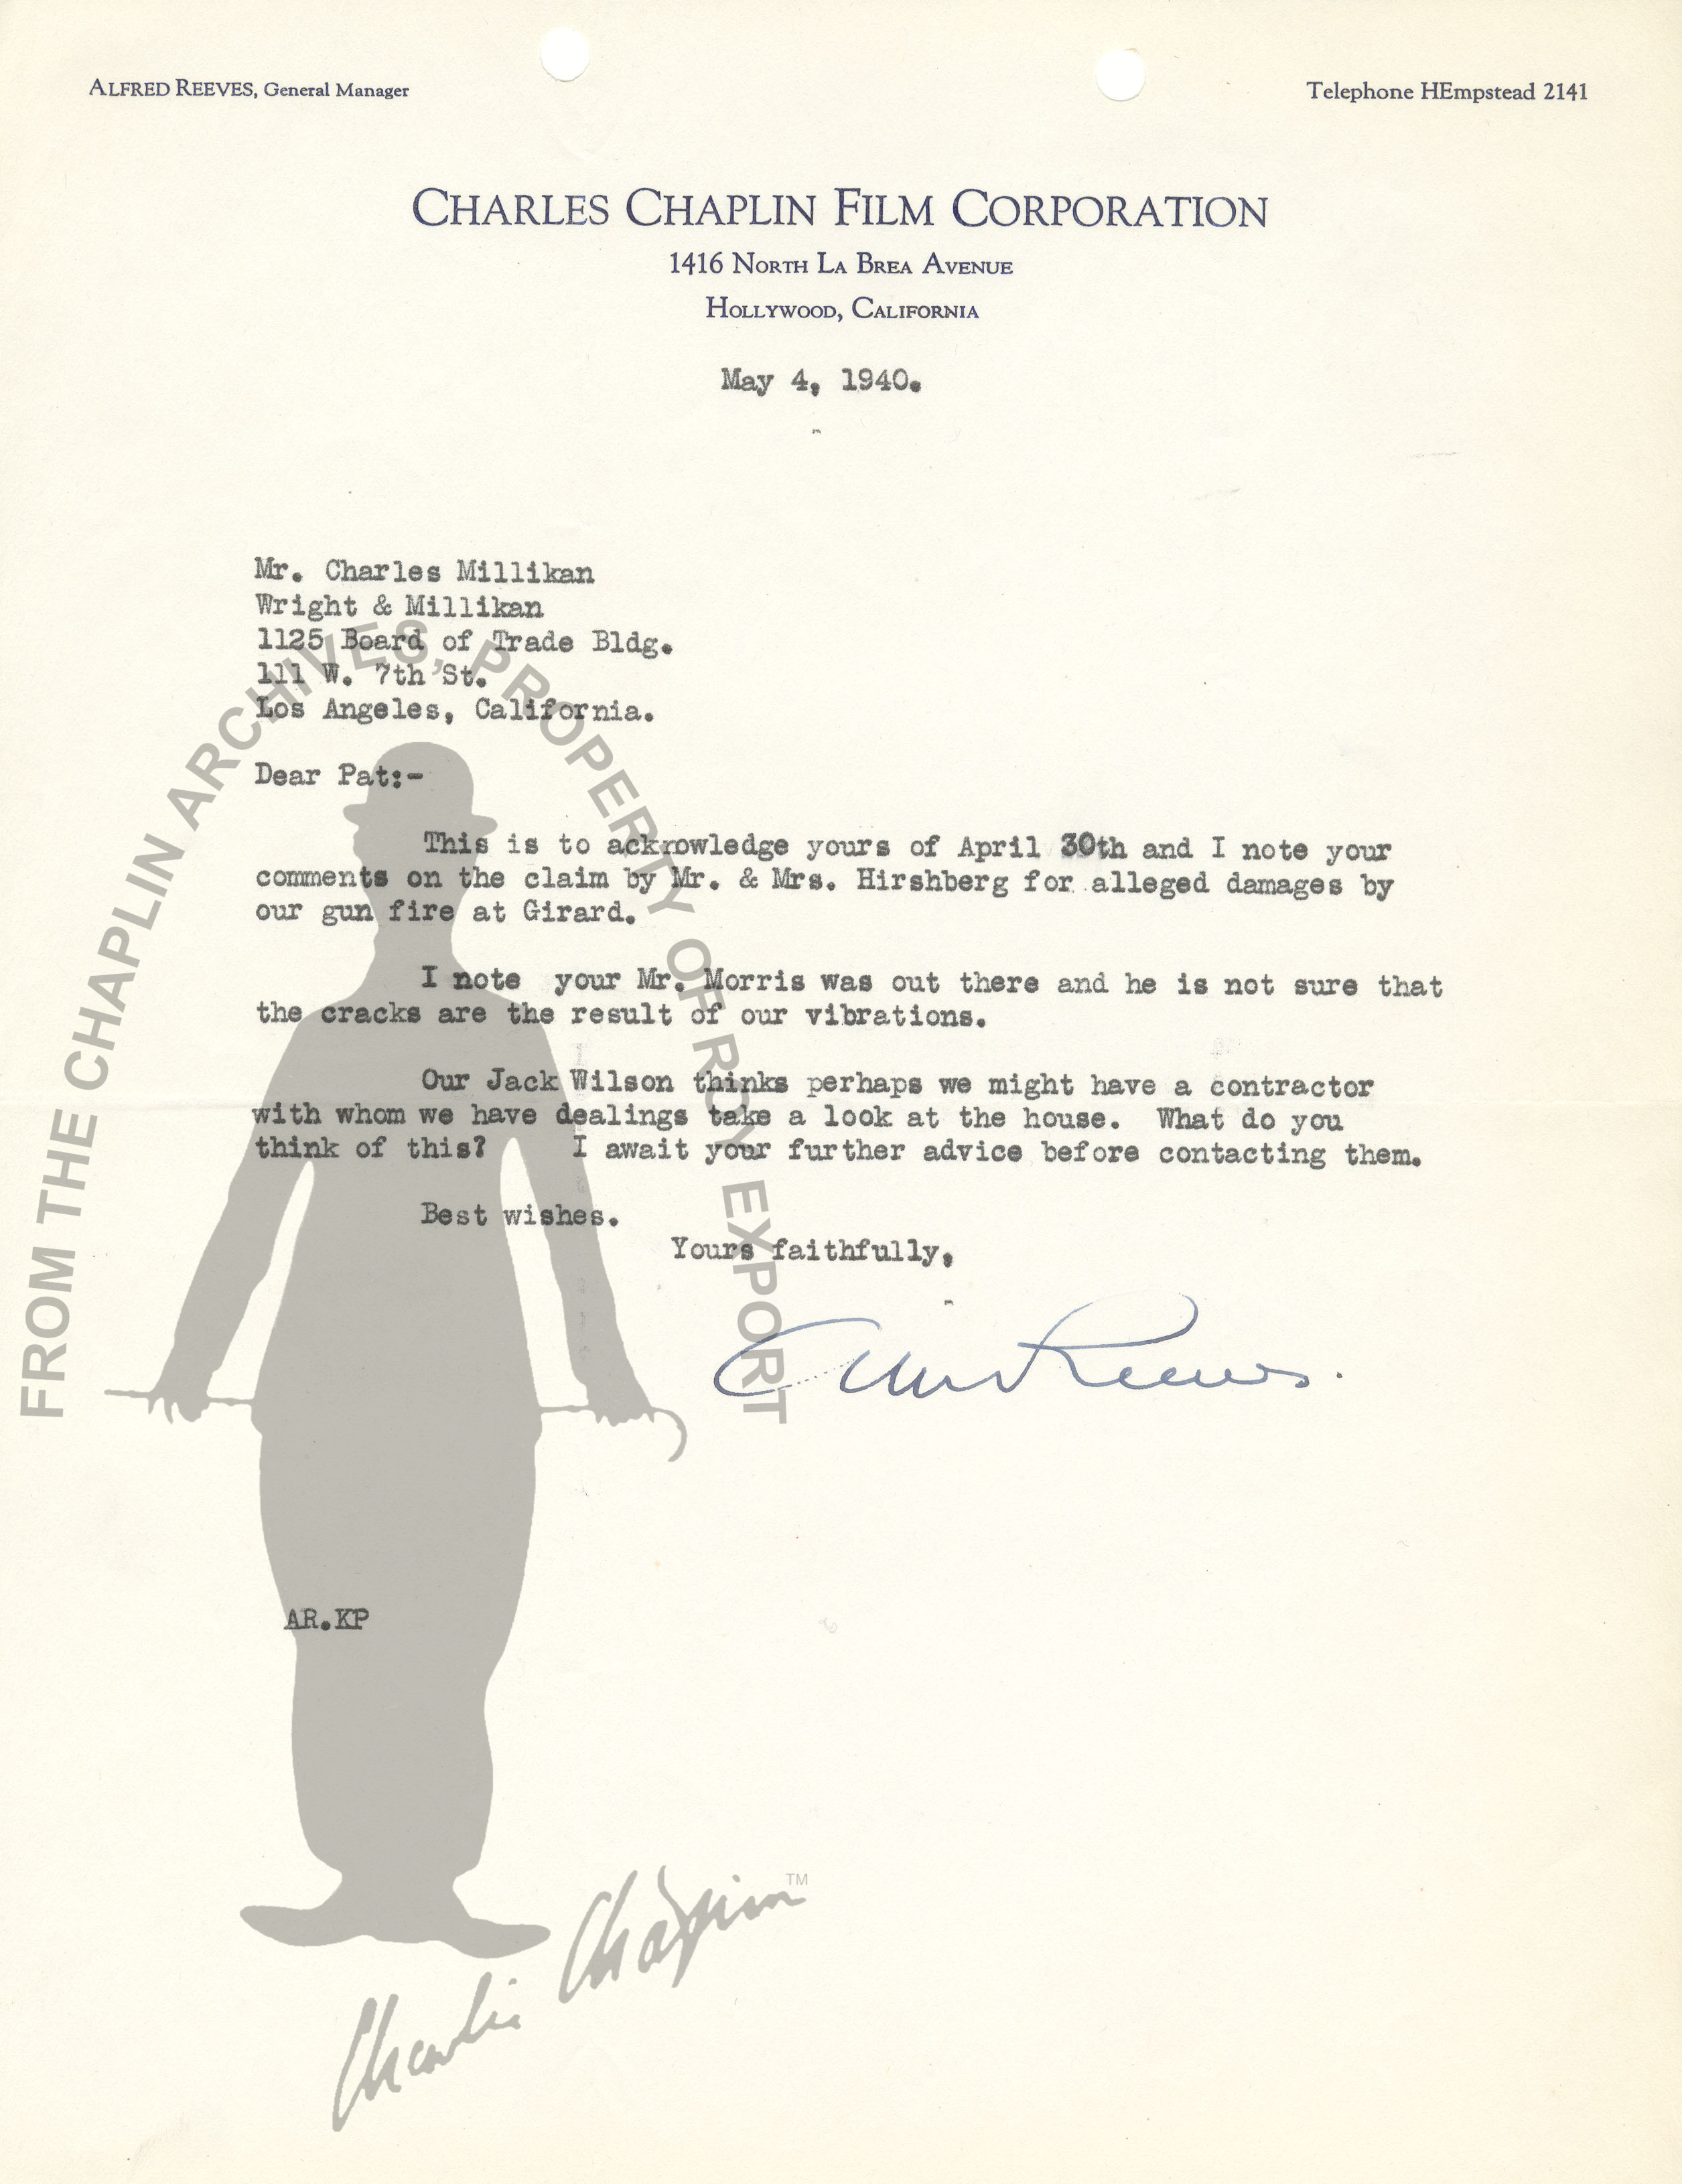 ALFRED REEVES, General Manager
Telephone HEmpstead 2141
CHARLES CHAPLIN FILM CORPORATION
1416 NORTH LA BREA AVENUE
HOLLYWOOD, CALIFORNIA
May 4, 1940.
Mr. Charles Millikan
Wright & Millikan
1125 Board of Trade Bldg.
111 W. 7th St.
Los Angeles, California.
Dear Pat:-
This is to acknowledge yours of April 30th and I note your
comments on the claim by Mr. & Mrs. Hirshberg for alleged damages by
our gun fire at Girard.
I note your Mr. Morris was out there and he is not sure that
the cracks are the result of our vibrations.
Our Jack Wilson thinks perhaps we might have a contractor
with whom we have dealings take a look at the house. What do you
think of this? I await your further advice before contacting them.
Best wishes.
Yours faithfully,
Reeves.
AR.KP
FROM THE CHAPLIN ARCHIVES, PROPERTY OF ROY EXPORT
Charlie Chaplin TM